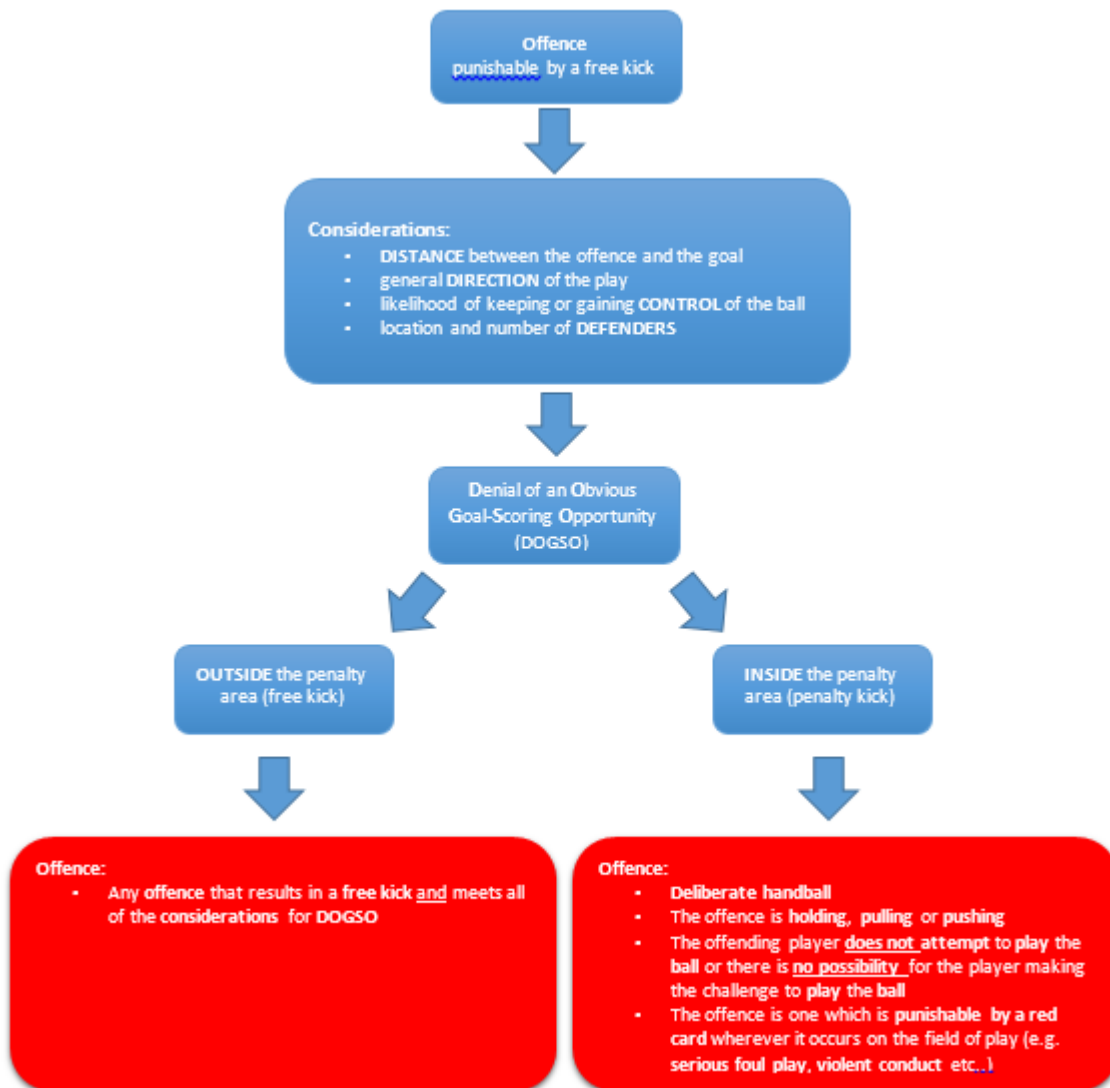 Offence
punishable by a free kick
Considerations:
▪ DISTANCE between the offence and the goal
▪ general DIRECTION of the play
▪ likelihood of keeping or gaining CONTROL of the ball
▪ location and number of DEFENDERS
Denial of an Obvious
Goal-Scoring Opportunity
(DOGSO)
OUTSIDE the penalty
area (free kick)
INSIDE the penalty
area (penalty kick)
Offence:
▪ Any offence that results in a free kick and meets all
of the considerations for DOGSO
Offence:
▪ Deliberate handball
▪ The offence is holding, pulling or pushing
▪ The offending player does not attempt to play the
ball or there is no possibility for the player making
the challenge to play the ball
▪ The offence is one which is punishable by a red
card wherever it occurs on the field of play (e.g.
serious foul play, violent conduct etc..)